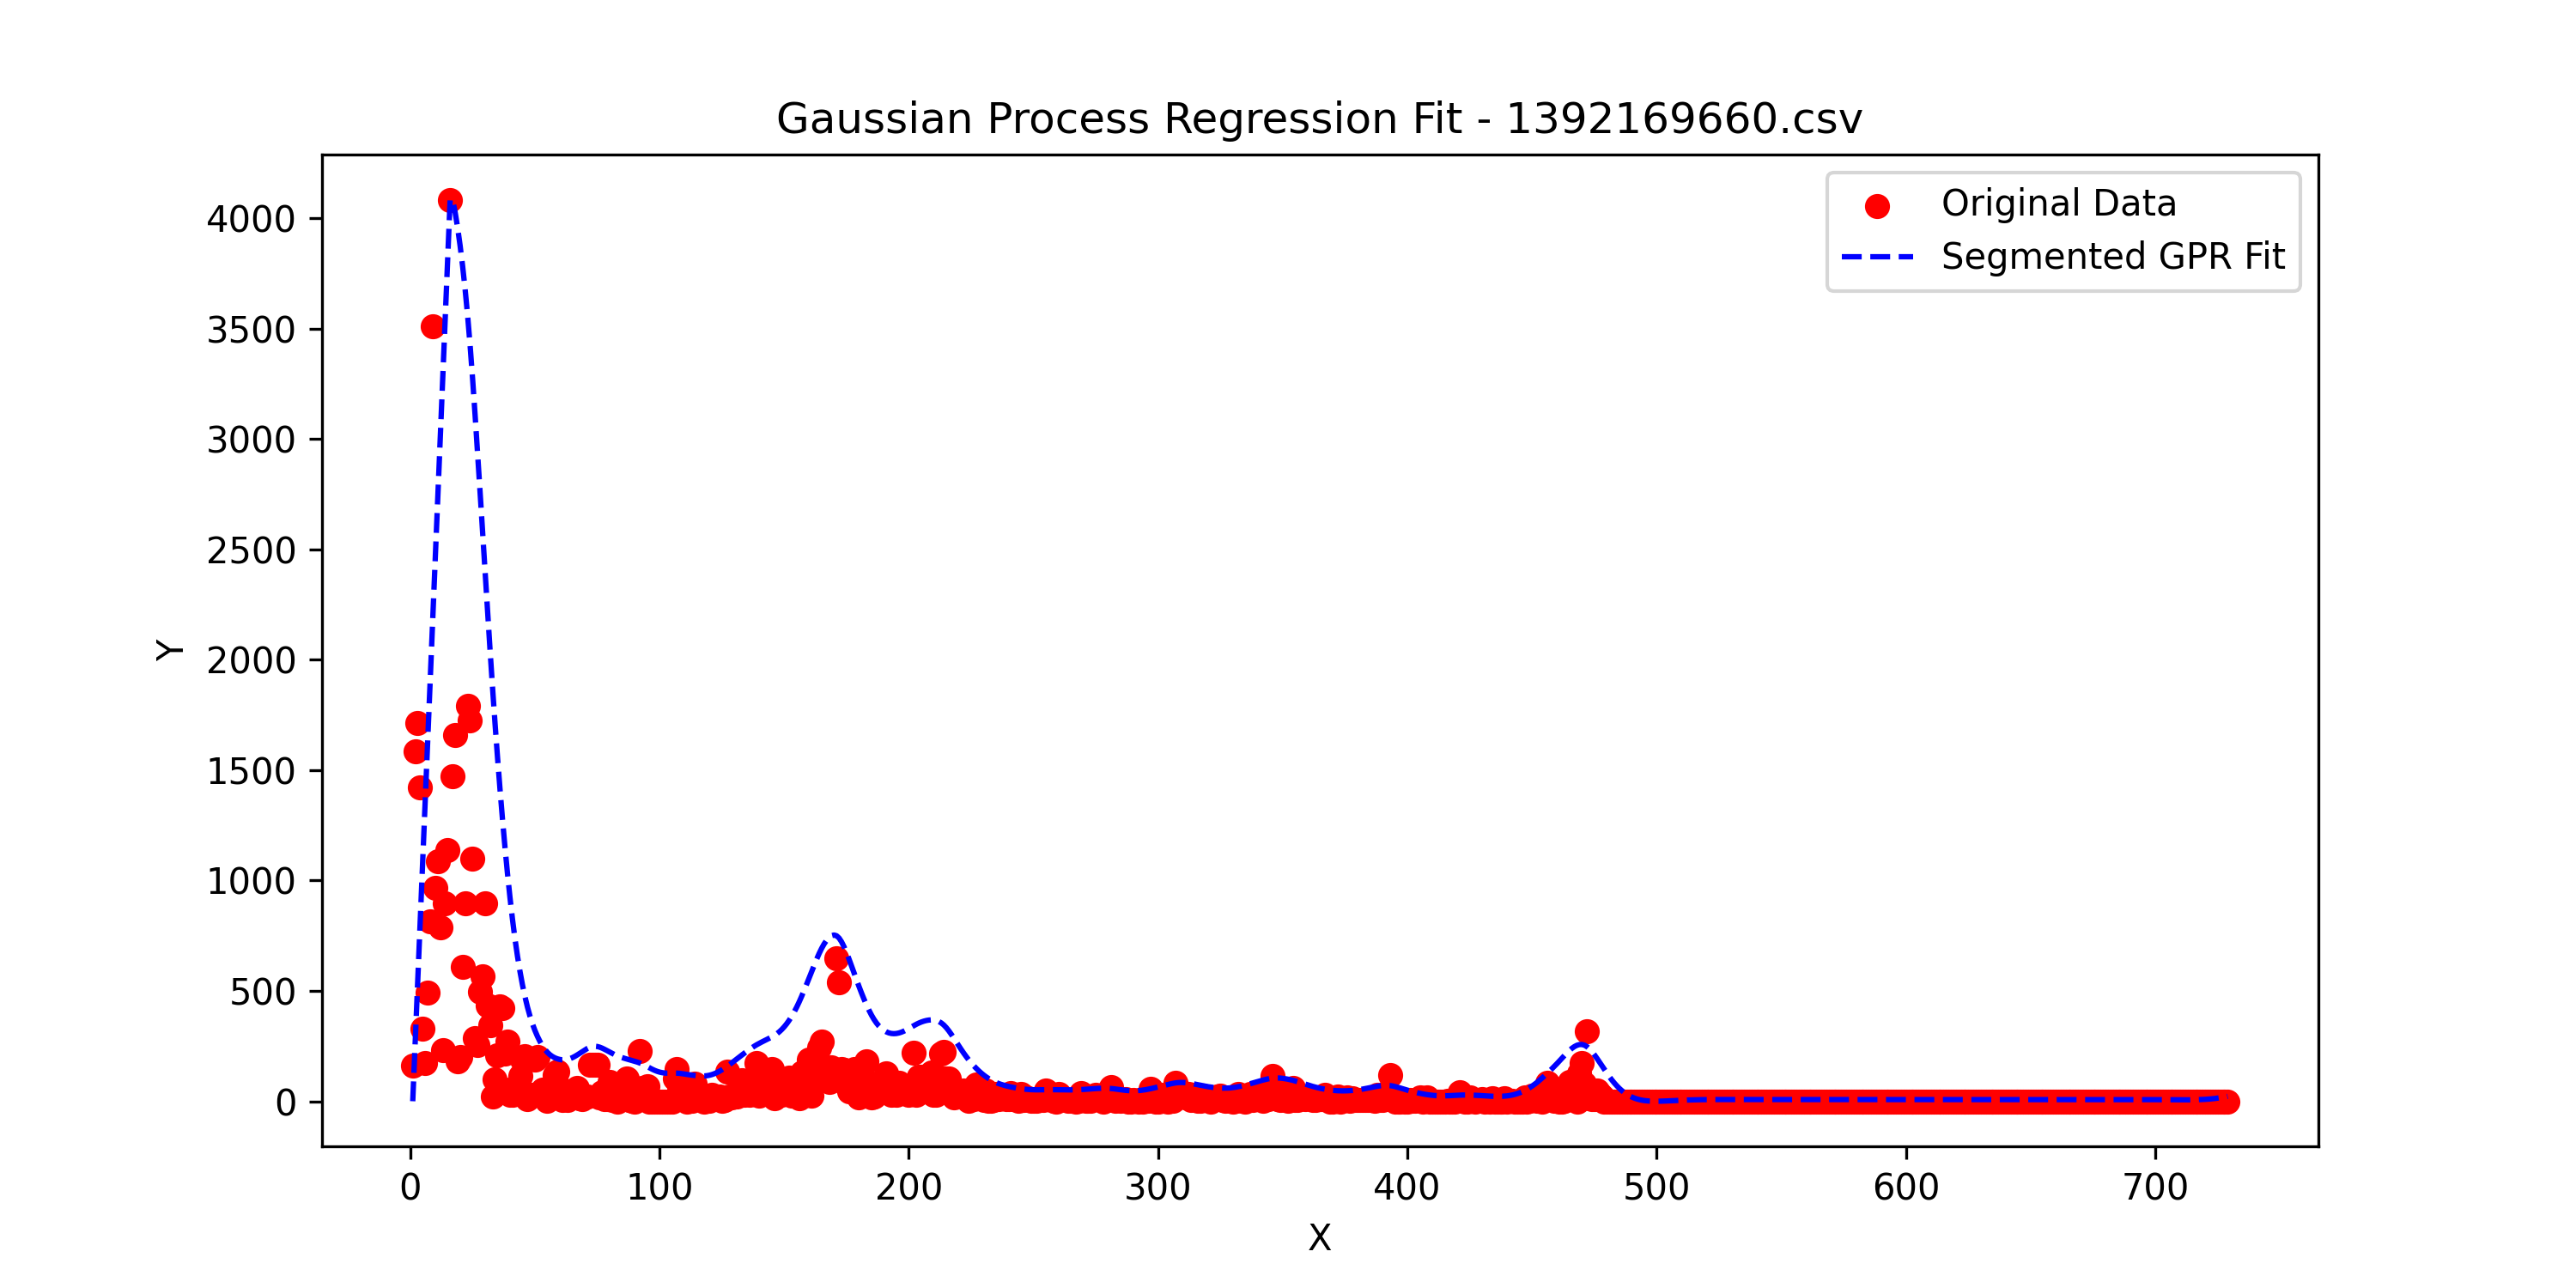 Gaussian Process Regression Fit - 1392169660.csv
Original Data
Segmented GPR Fit
4000
3500
3000
2500
2000
1500
1000
500
0
Y
0 100 200 300 400 500 600 700
X